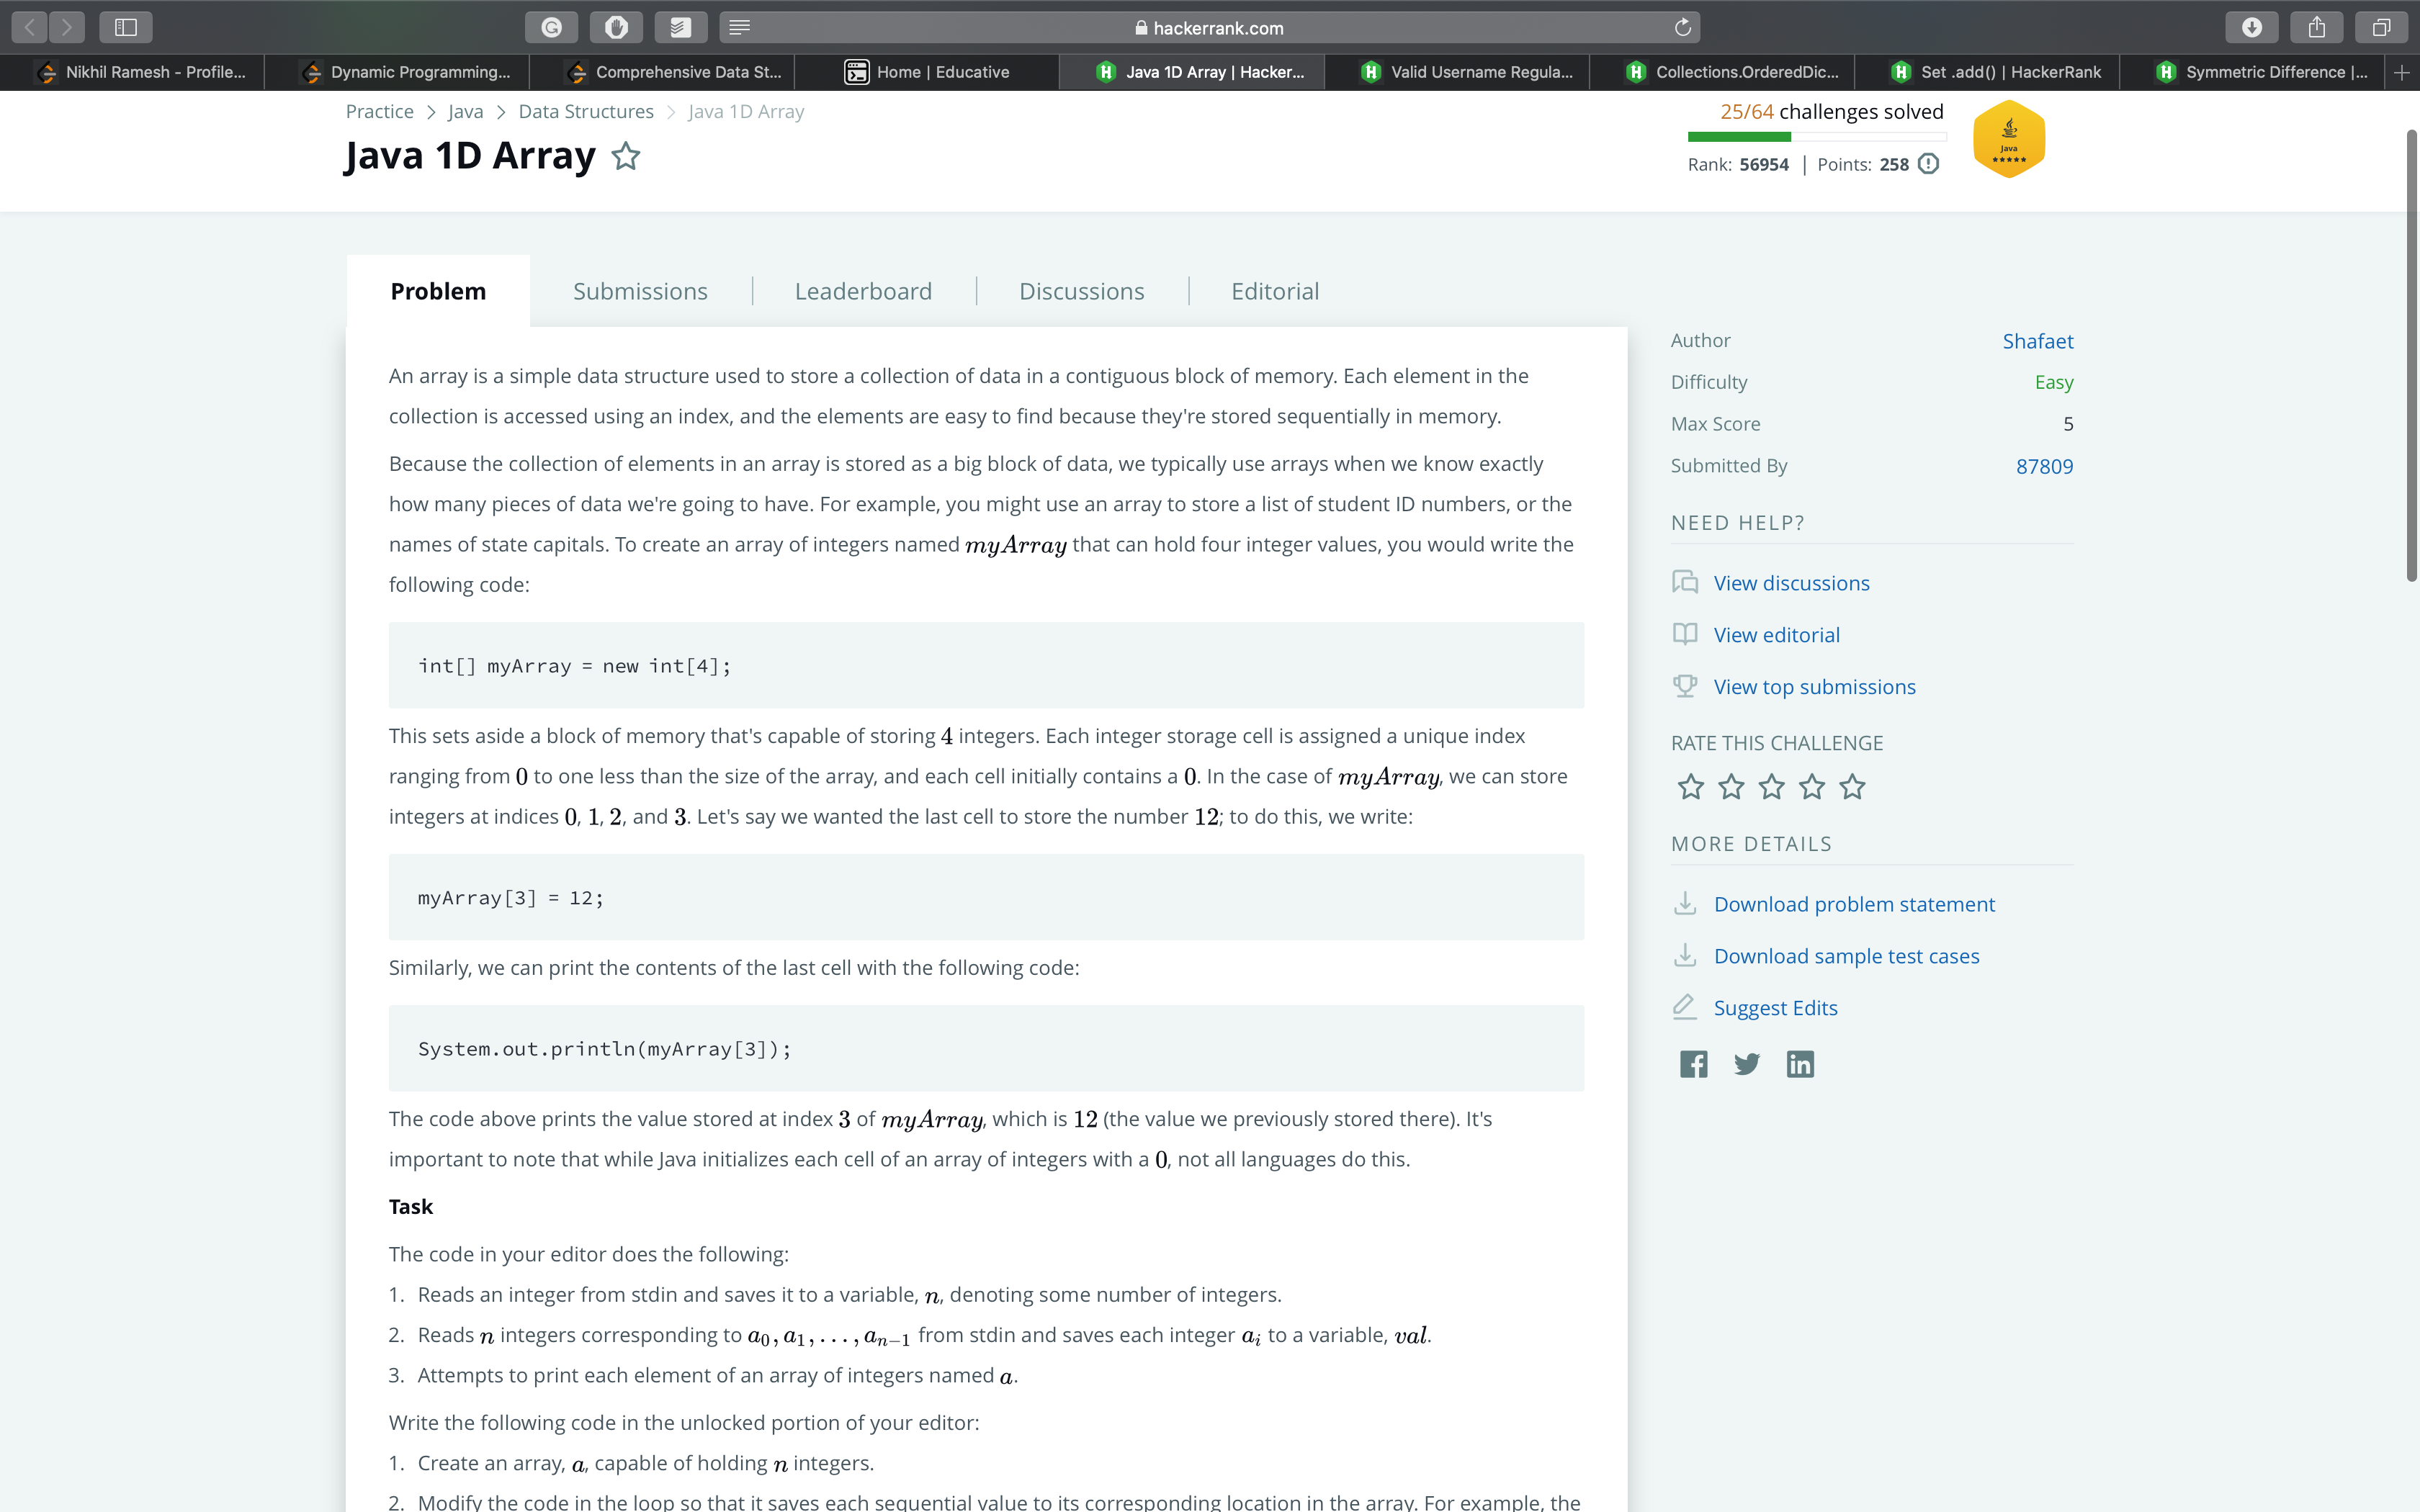 hackerrank.com
Nikhil Ramesh - Profile...
Dynamic Programming...
Comprehensive Data St...
Home | Educative
Java 1D Array | Hacker...
Valid Username Regula...
Collections.OrderedDic...
Set .add() | HackerRank
Symmetric Difference |...
Practice > Java > Data Structures > Java 1D Array
Java 1D Array
25/64 challenges solved
Rank: 56954 | Points: 258
Java
Problem
Submissions
Leaderboard
Discussions
Editorial
An array is a simple data structure used to store a collection of data in a contiguous block of memory. Each element in the
collection is accessed using an index, and the elements are easy to find because they're stored sequentially in memory.
Because the collection of elements in an array is stored as a big block of data, we typically use arrays when we know exactly
how many pieces of data we're going to have. For example, you might use an array to store a list of student ID numbers, or the
names of state capitals. To create an array of integers named myArray that can hold four integer values, you would write the
following code:
int[] myArray = new int[4];
This sets aside a block of memory that's capable of storing 4 integers. Each integer storage cell is assigned a unique index
ranging from 0 to one less than the size of the array, and each cell initially contains a 0. In the case of myArray, we can store
integers at indices 0, 1, 2, and 3. Let's say we wanted the last cell to store the number 12; to do this, we write:
myArray[3] = 12;
Similarly, we can print the contents of the last cell with the following code:
System.out.println(myArray[3]);
The code above prints the value stored at index 3 of myArray, which is 12 (the value we previously stored there). It's
important to note that while Java initializes each cell of an array of integers with a 0, not all languages do this.
Task
The code in your editor does the following:
1. Reads an integer from stdin and saves it to a variable, n, denoting some number of integers.
2. Reads n integers corresponding to a₀, a₁, . . . , aₙ₋₁ from stdin and saves each integer aᵢ to a variable, val.
3. Attempts to print each element of an array of integers named a.
Write the following code in the unlocked portion of your editor:
1. Create an array, a, capable of holding n integers.
2. Modify the code in the loop so that it saves each sequential value to its corresponding location in the array. For example, the
Author Shafaet
Difficulty Easy
Max Score 5
Submitted By 87809
NEED HELP?
View discussions
View editorial
View top submissions
RATE THIS CHALLENGE
MORE DETAILS
Download problem statement
Download sample test cases
Suggest Edits